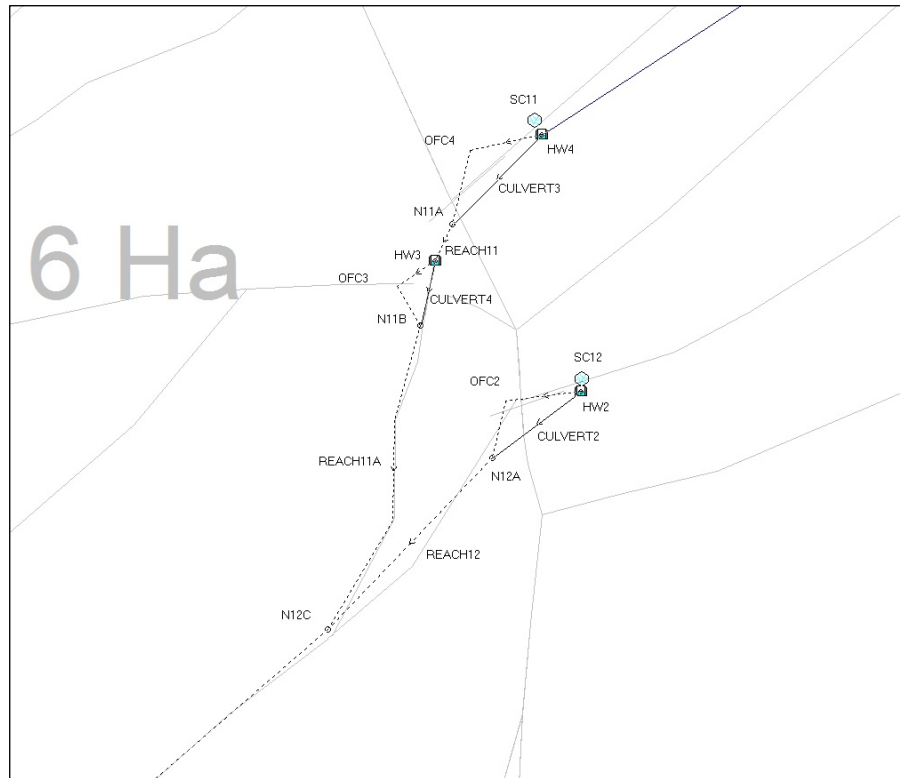 SC11
OFC4
HW4
CULVERT3
N11A
REACH11
HW3
6 Ha
OFC3
CULVERT4
N11B
SC12
OFC2
HW2
CULVERT2
REACH11A
N12A
REACH12
N12C